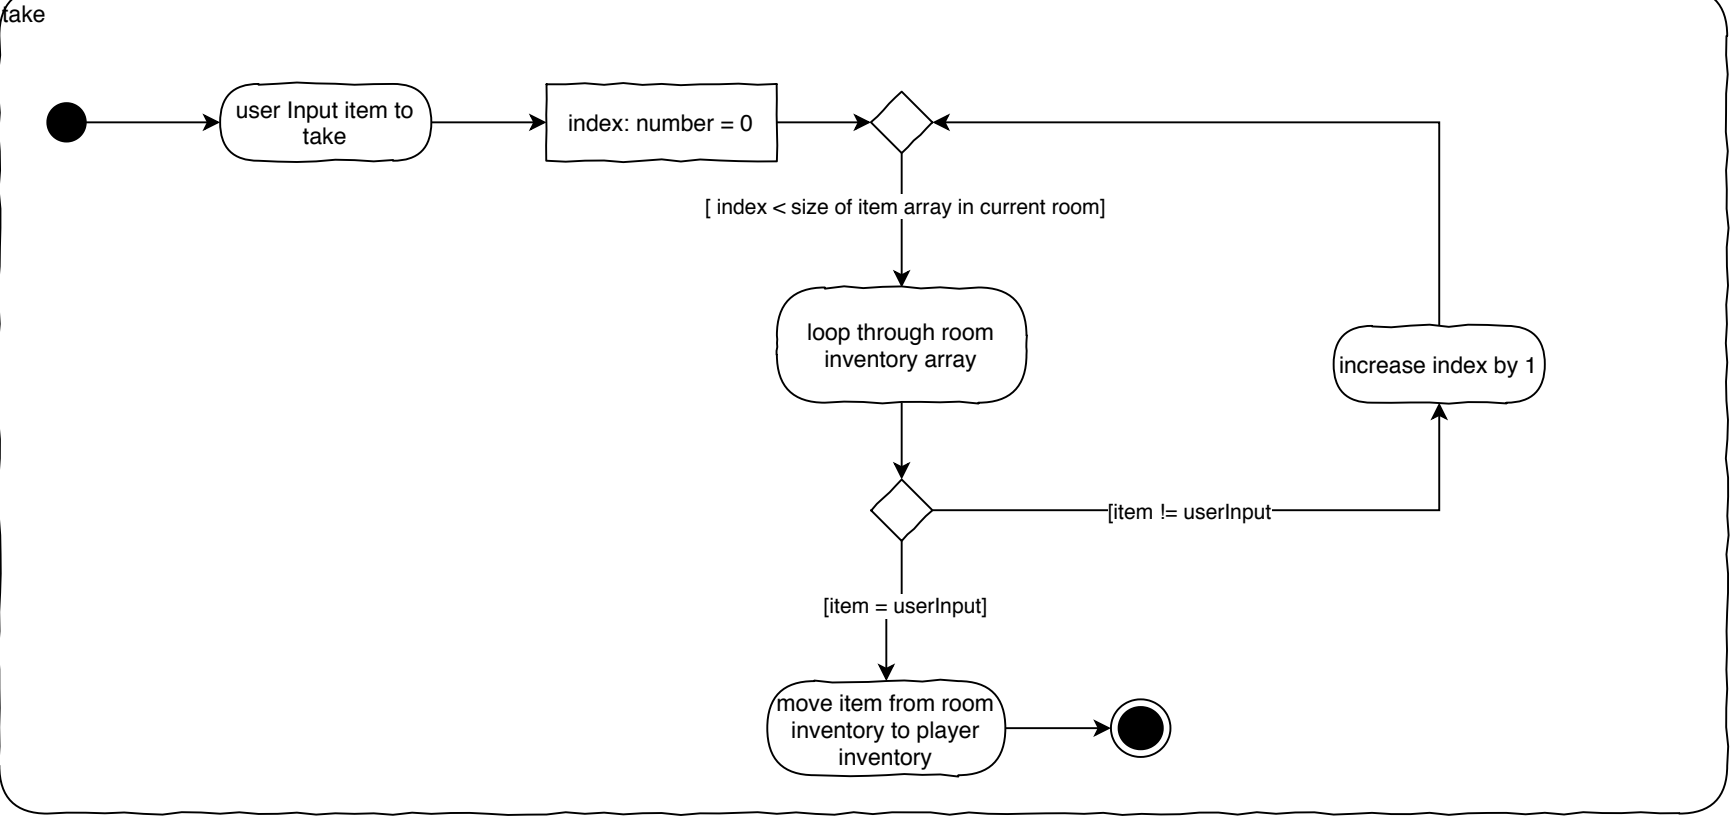 take
user Input item to
take
index: number = 0
[ index < size of item array in current room]
loop through room
inventory array
increase index by 1
[item != userInput
[item = userInput]
move item from room
inventory to player
inventory